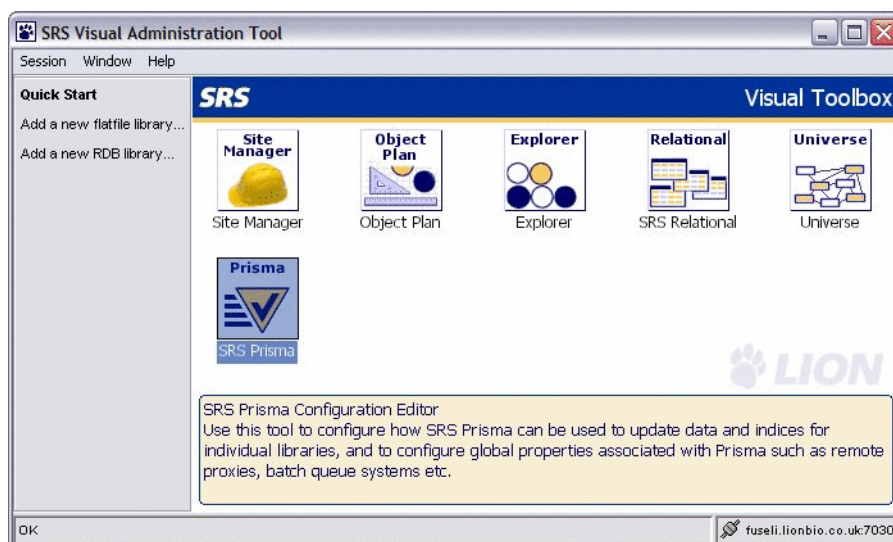 SRS Visual Administration Tool
Session Window Help
Quick Start
Add a new flatfile library...
Add a new RDB library...
SRS Visual Toolbox
Site Manager
Site Manager
Object Plan
Object Plan
Explorer
Explorer
Relational
SRS Relational
Universe
Universe
Prisma
SRS Prisma
LION
SRS Prisma Configuration Editor
Use this tool to configure how SRS Prisma can be used to update data and indices for
individual libraries, and to configure global properties associated with Prisma such as remote
proxies, batch queue systems etc.
OK
fuseli.lionbio.co.uk:7030